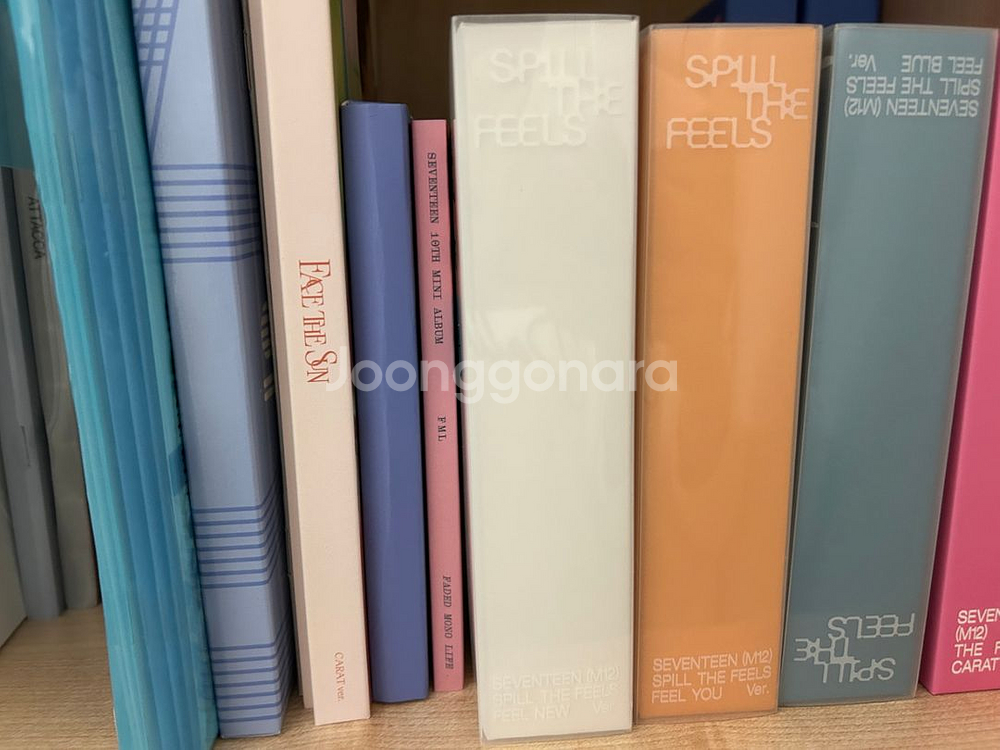 ATTACCA
FACE THE SUN
CARAT ver.
SEVENTEEN 10TH MINI ALBUM
FML
FADED MONO LIFE
SPILL
THE
FEELS
SEVENTEEN (M12)
SPILL THE FEELS
FEEL NEW Ver.
SPILL
THE
FEELS
SEVENTEEN (M12)
SPILL THE FEELS
FEEL YOU Ver.
SEVENTEEN (M12)
SPILL THE FEELS
FEEL BLUE Ver.
SPILL
THE
FEELS
SEVEN
(M12)
THE F
CARAT
Joonggonara